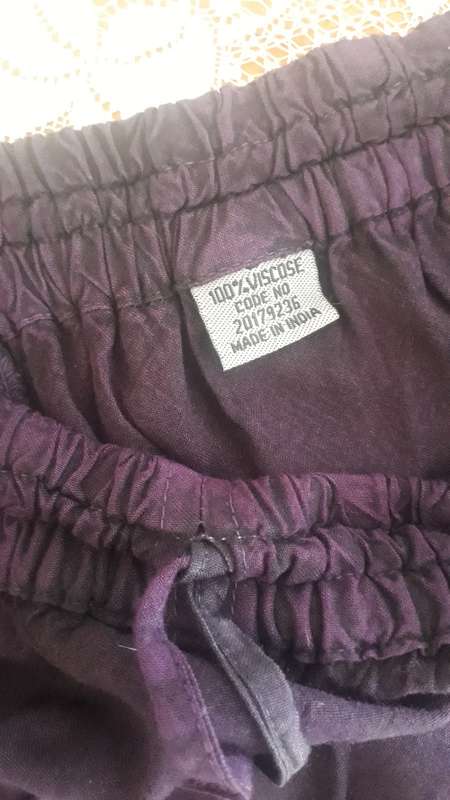 100% VISCOSE
CODE NO
20179236
MADE IN INDIA